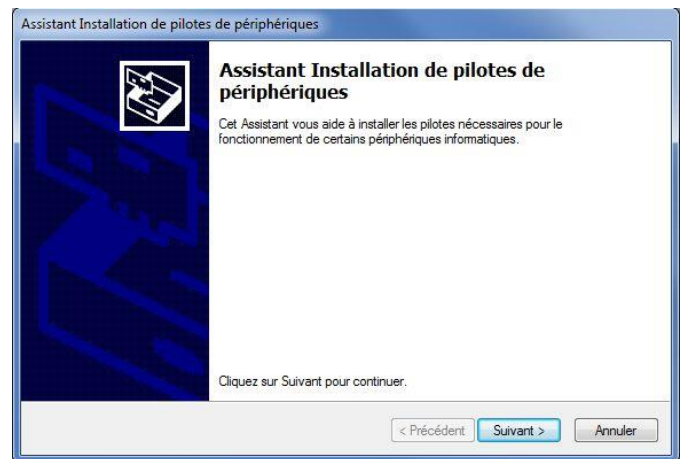 Assistant Installation de pilotes de périphériques
Assistant Installation de pilotes de
périphériques
Cet Assistant vous aide à installer les pilotes nécessaires pour le
fonctionnement de certains périphériques informatiques.
Cliquez sur Suivant pour continuer.
< Précédent Suivant > Annuler